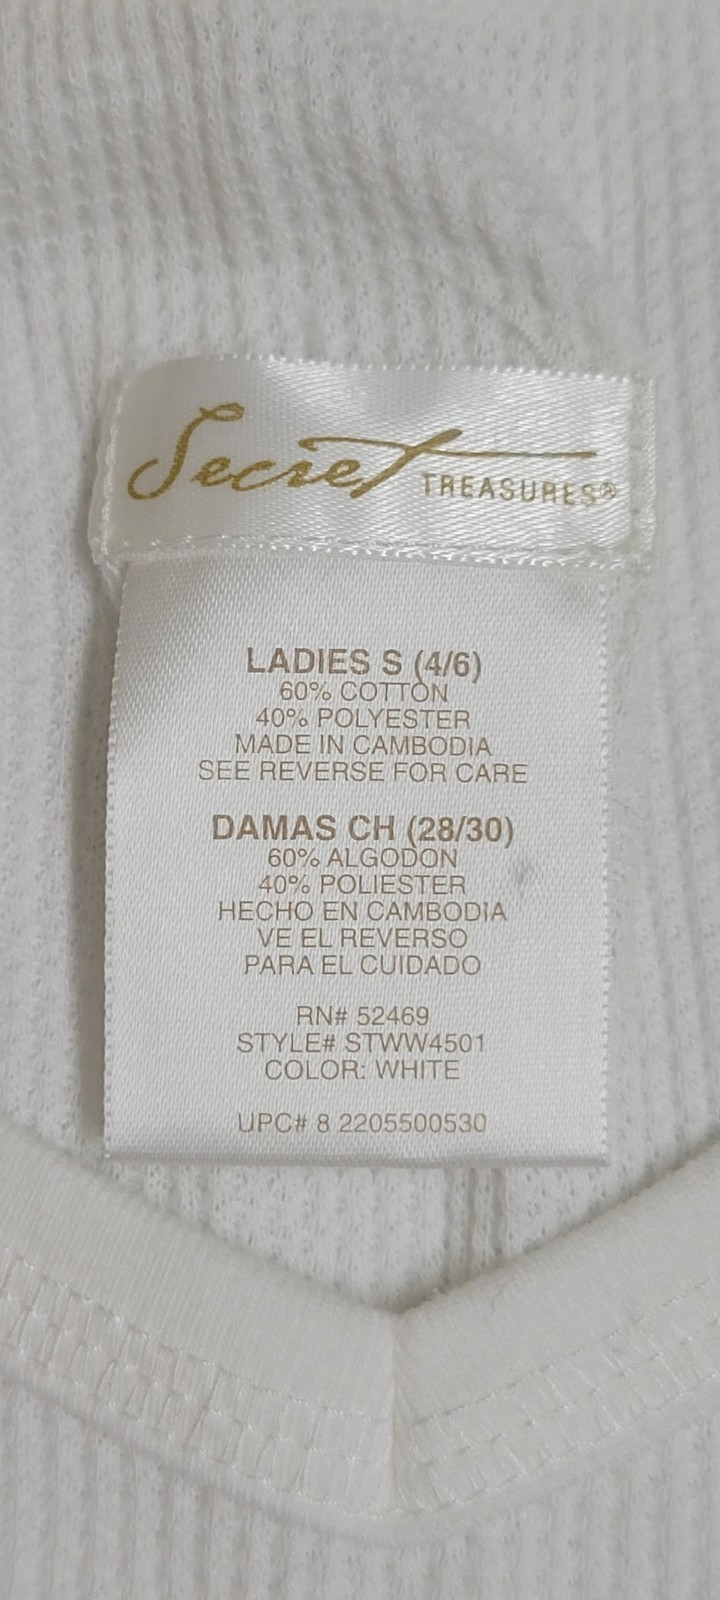 Secret TREASURES®
LADIES S (4/6)
60% COTTON
40% POLYESTER
MADE IN CAMBODIA
SEE REVERSE FOR CARE
DAMAS CH (28/30)
60% ALGODON
40% POLIESTER
HECHO EN CAMBODIA
VE EL REVERSO
PARA EL CUIDADO
RN# 52469
STYLE# STWW4501
COLOR: WHITE
UPC# 8 2205500530